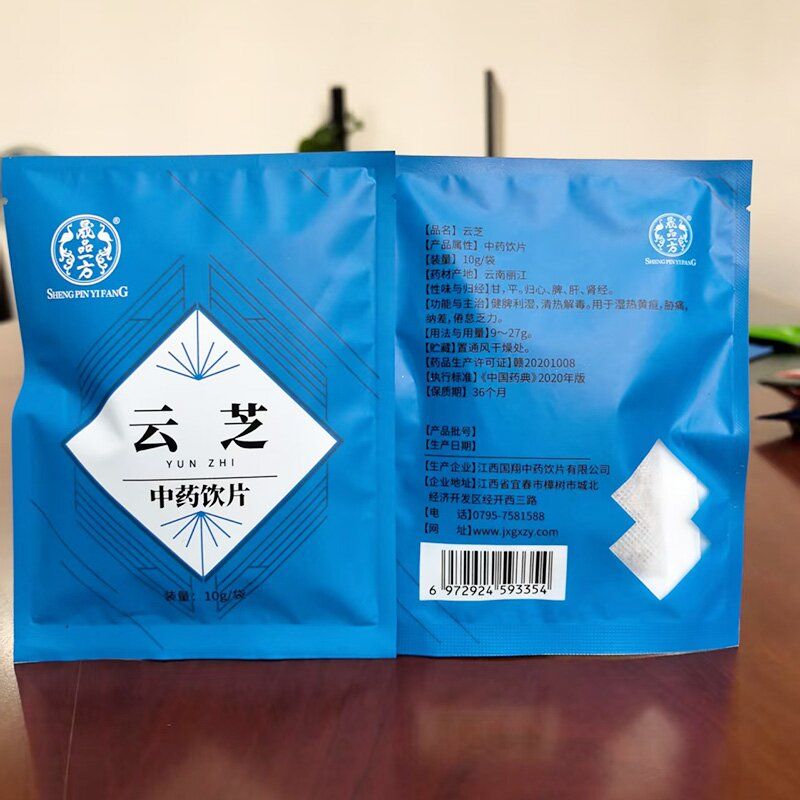 晟品一方
®
SHENG PIN YI FANG
云芝
YUN ZHI
中药饮片
装量：10g/袋
晟品一方
®
SHENG PIN YI FANG
【品名】云芝
【产品属性】中药饮片
【装量】10g/袋
【药材产地】云南丽江
【性味与归经】甘，平。归心、脾、肝、肾经。
【功能与主治】健脾利湿，清热解毒。用于湿热黄疸，胁痛，
纳差，倦怠乏力。
【用法与用量】9～27g。
【贮藏】置通风干燥处。
【药品生产许可证】赣20201008
【执行标准】《中国药典》2020年版
【保质期】36个月
【产品批号】
【生产日期】
【生产企业】江西国翔中药饮片有限公司
【企业地址】江西省宜春市樟树市城北
经济开发区经开西三路
【电 话】0795-7581588
【网 址】www.jxgxzy.com
6 972924 593354